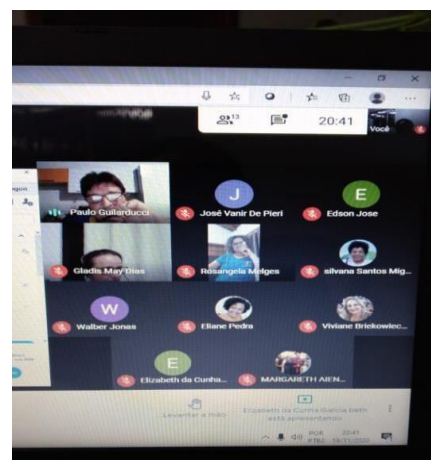 13
20:41
Você
Paulo Guilarducci
J
José Vanir De Pieri
E
Edson Jose
Gladis May Dias
Rosangela Melges
silvana Santos Mig...
W
Walber Jonas
Eliane Pedra
Viviane Briekowiec...
E
Elizabeth da Cunha...
MARGARETH AIEN...
Levantar a mão
Elizabeth da Cunha Garcia beth
está apresentando
POR
PTB2
20:41
19/11/2020